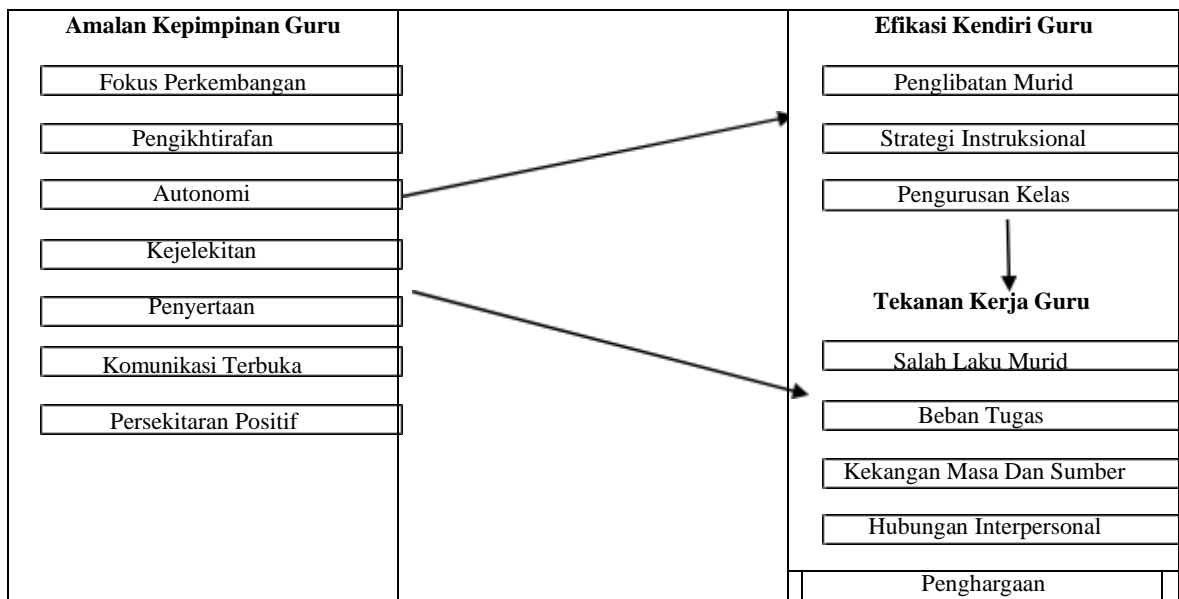 Amalan Kepimpinan Guru
Fokus Perkembangan
Pengikhtirafan
Autonomi
Kejelekitan
Penyertaan
Komunikasi Terbuka
Persekitaran Positif
Efikasi Kendiri Guru
Penglibatan Murid
Strategi Instruksional
Pengurusan Kelas
Tekanan Kerja Guru
Salah Laku Murid
Beban Tugas
Kekangan Masa Dan Sumber
Hubungan Interpersonal
Penghargaan